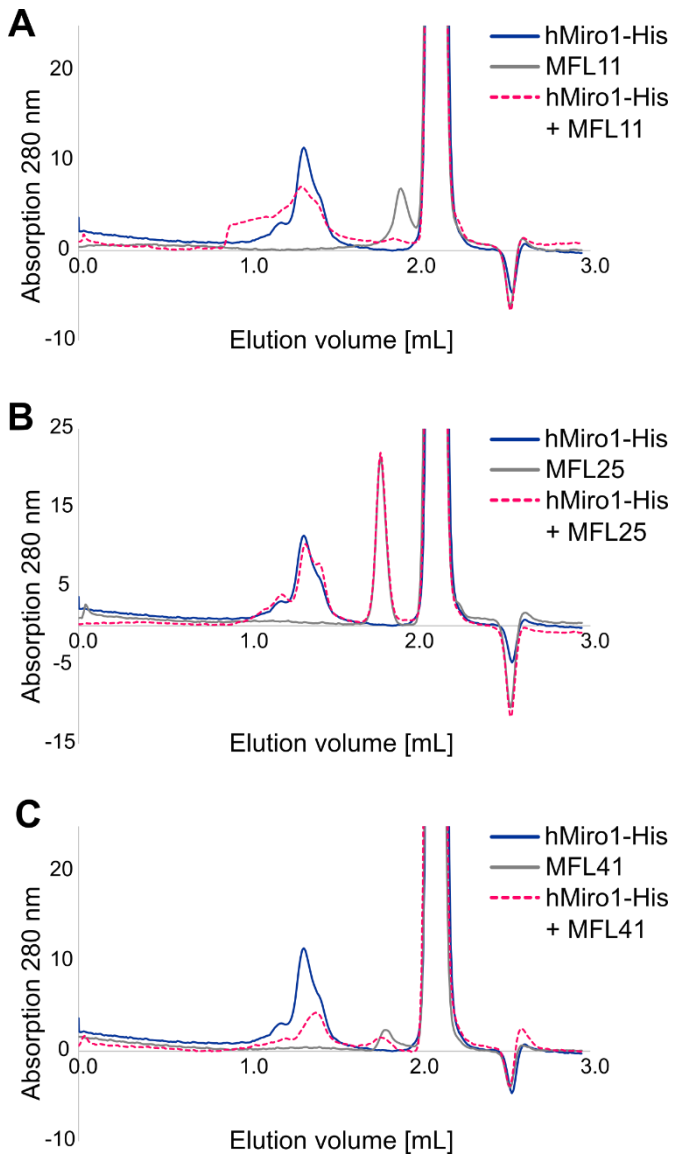 A
hMiro1-His
MFL11
hMiro1-His
+ MFL11
Absorption 280 nm
20
10
0
-10
0.0
1.0
2.0
3.0
Elution volume [mL]
B
hMiro1-His
MFL25
hMiro1-His
+ MFL25
Absorption 280 nm
25
15
5
-5
-15
0.0
1.0
2.0
3.0
Elution volume [mL]
C
hMiro1-His
MFL41
hMiro1-His
+ MFL41
Absorption 280 nm
20
10
0
-10
0.0
1.0
2.0
3.0
Elution volume [mL]